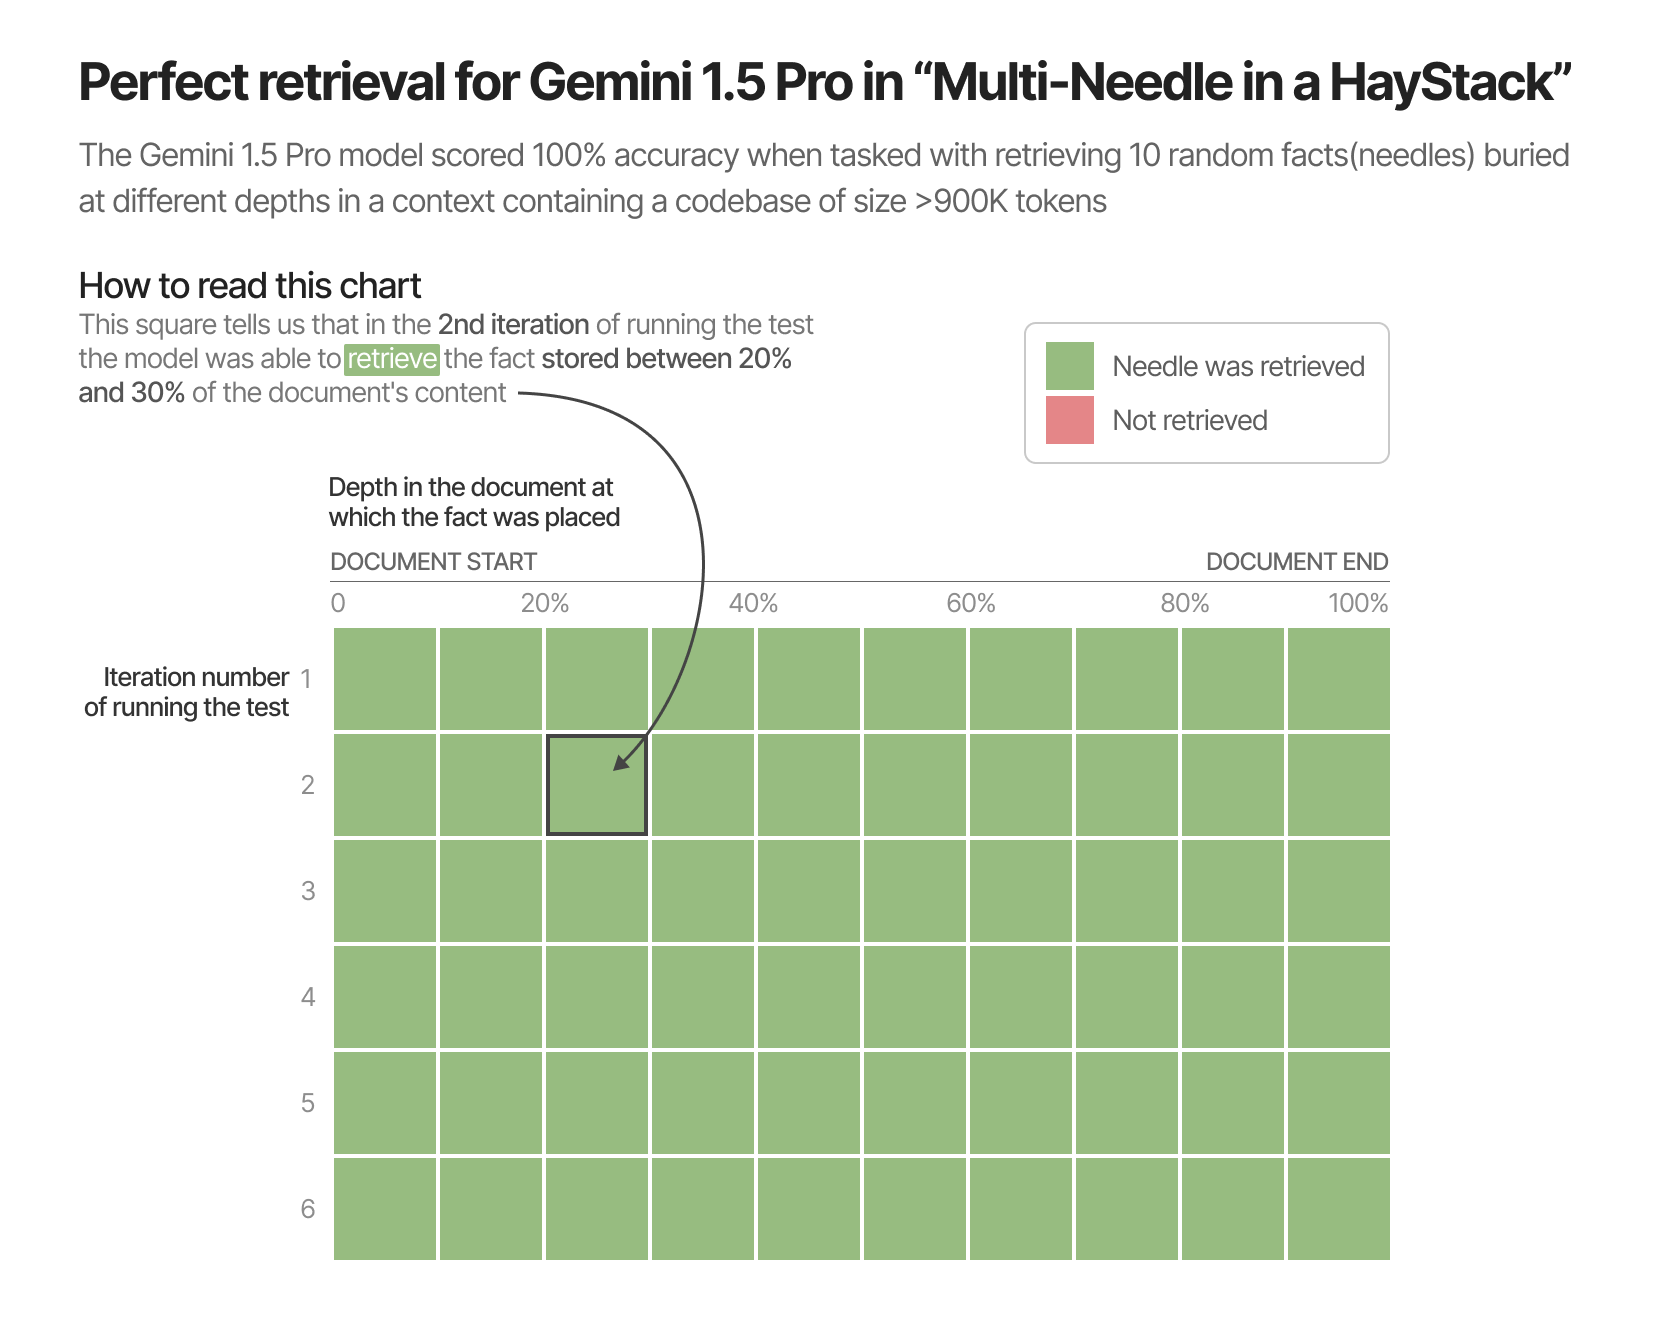 Perfect retrieval for Gemini 1.5 Pro in “Multi-Needle in a HayStack”
The Gemini 1.5 Pro model scored 100% accuracy when tasked with retrieving 10 random facts(needles) buried
at different depths in a context containing a codebase of size >900K tokens
How to read this chart
This square tells us that in the 2nd iteration of running the test
the model was able to retrieve the fact stored between 20%
and 30% of the document's content
Needle was retrieved
Not retrieved
Depth in the document at
which the fact was placed
DOCUMENT START DOCUMENT END
0 20% 40% 60% 80% 100%
Iteration number
of running the test
1
2
3
4
5
6